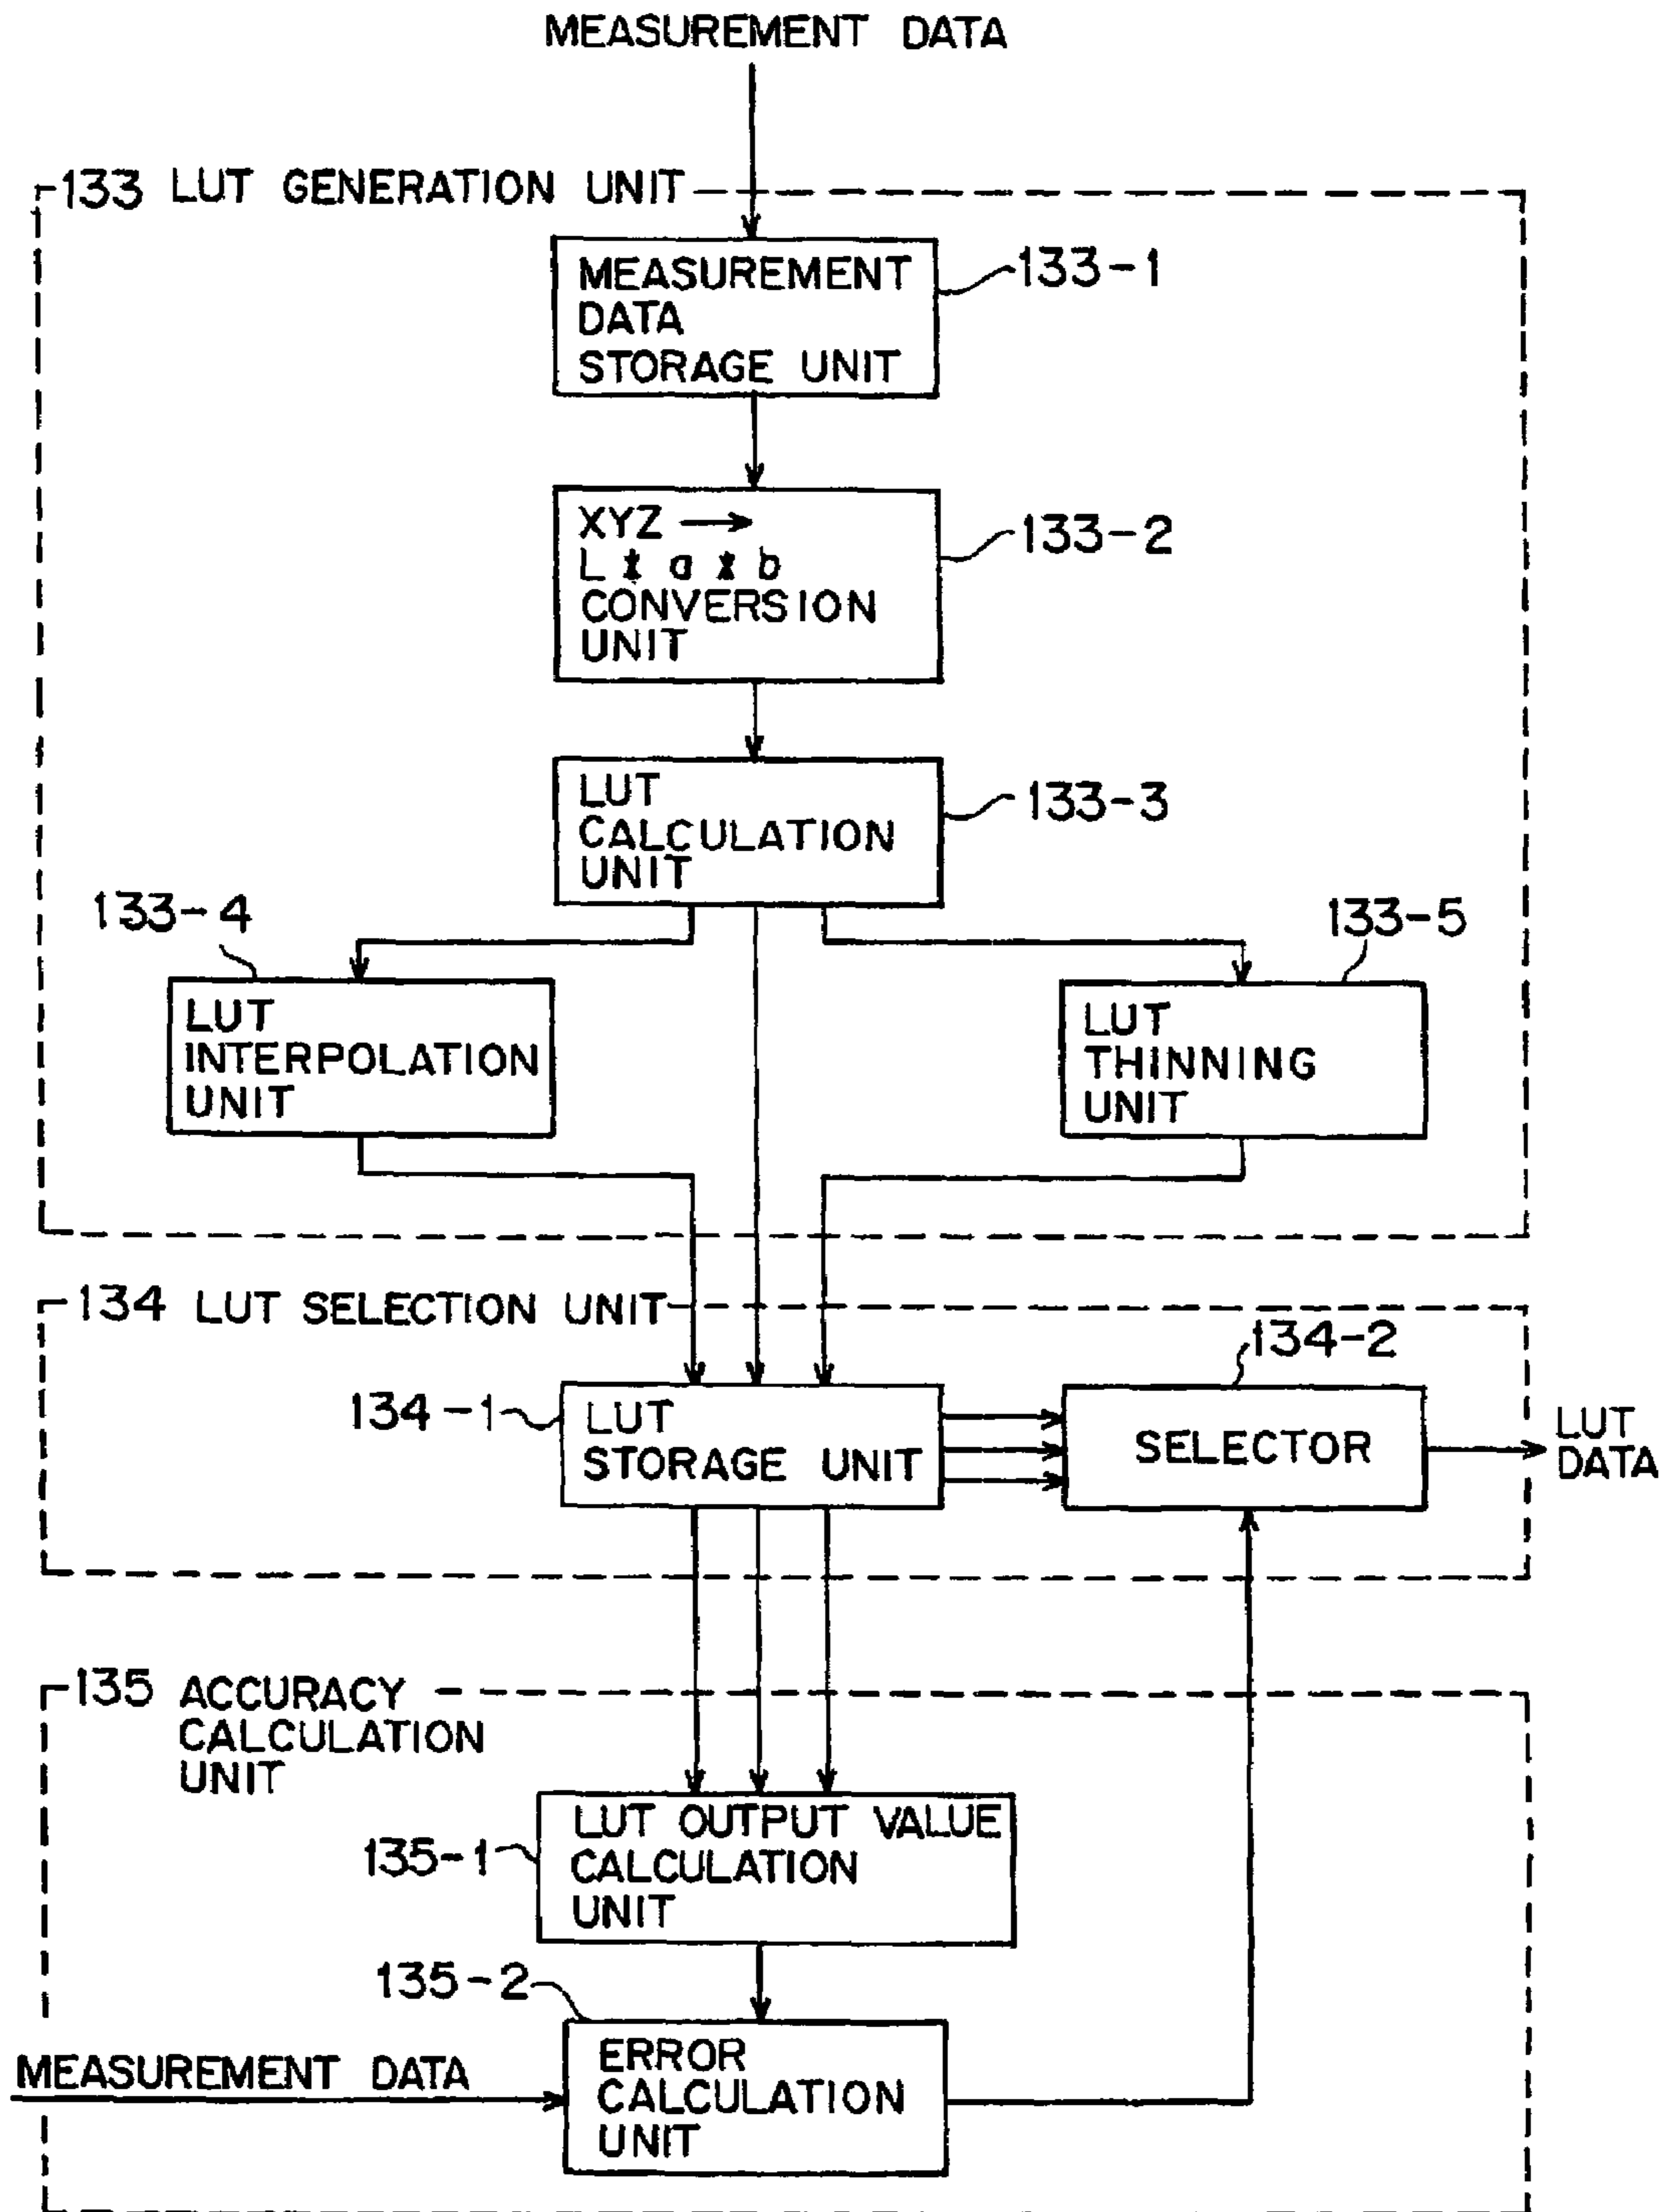 MEASUREMENT DATA
133 LUT GENERATION UNIT
MEASUREMENT
DATA
STORAGE UNIT
133-1
XYZ →
L * a * b
CONVERSION
UNIT
133-2
LUT
CALCULATION
UNIT
133-3
133-4
LUT
INTERPOLATION
UNIT
133-5
LUT
THINNING
UNIT
134 LUT SELECTION UNIT
134-1
LUT
STORAGE UNIT
134-2
SELECTOR
LUT
DATA
135 ACCURACY
CALCULATION
UNIT
135-1
LUT OUTPUT VALUE
CALCULATION
UNIT
135-2
MEASUREMENT DATA
ERROR
CALCULATION
UNIT